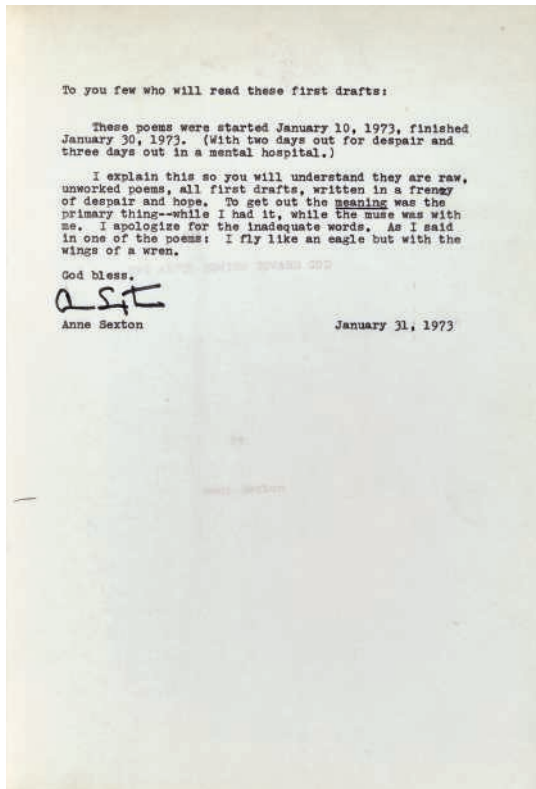 To you few who will read these first drafts:
These poems were started January 10, 1973, finished
January 30, 1973. (With two days out for despair and
three days out in a mental hospital.)
I explain this so you will understand they are raw,
unworked poems, all first drafts, written in a frenzy
of despair and hope. To get out the meaning was the
primary thing--while I had it, while the muse was with
me. I apologize for the inadequate words. As I said
in one of the poems: I fly like an eagle but with the
wings of a wren.
God bless.
Anne Sexton January 31, 1973